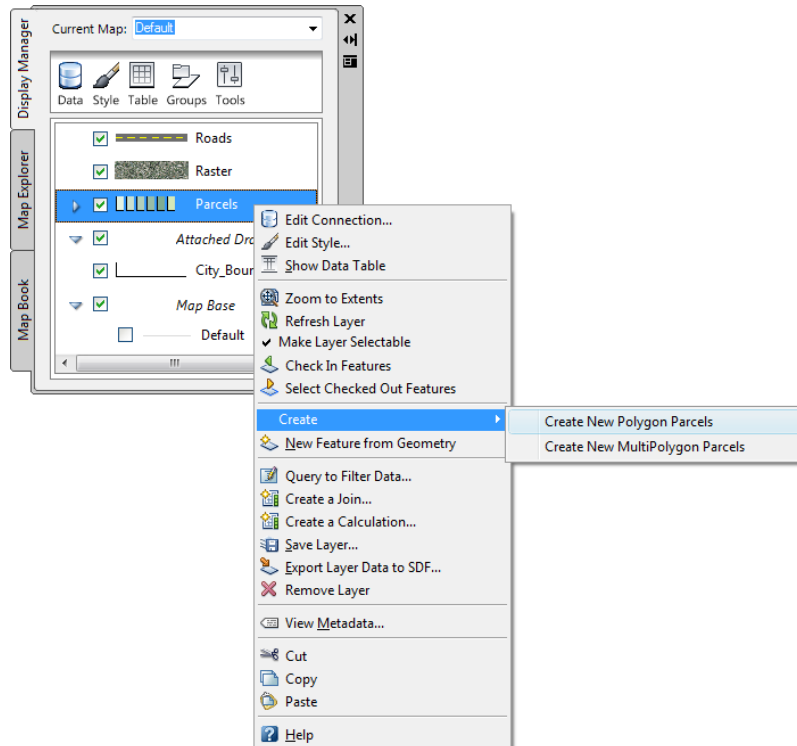 Current Map: Default
Display Manager
Map Explorer
Map Book
Data Style Table Groups Tools
Roads
Raster
Parcels
Attached Dra
City_Bour
Map Base
Default
Edit Connection...
Edit Style...
Show Data Table
Zoom to Extents
Refresh Layer
Make Layer Selectable
Check In Features
Select Checked Out Features
Create
Create New Polygon Parcels
New Feature from Geometry
Create New MultiPolygon Parcels
Query to Filter Data...
Create a Join...
Create a Calculation...
Save Layer...
Export Layer Data to SDF...
Remove Layer
View Metadata...
Cut
Copy
Paste
Help